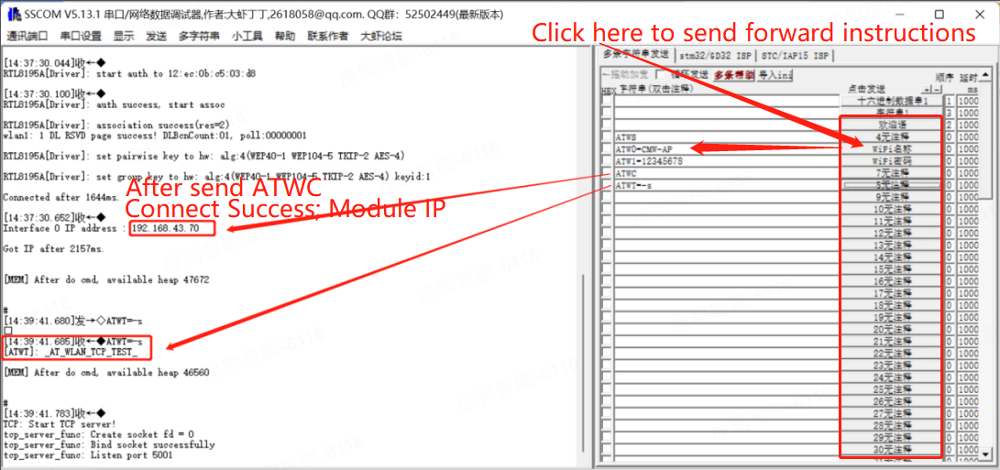 SSCOM V5.13.1 串口/网络数据调试器,作者:大虾丁丁,2618058@qq.com. QQ群: 52502449(最新版本)
通讯端口 串口设置 显示 发送 多字符串 小工具 帮助 联系作者 大虾论坛
Click here to send forward instructions
[14:37:30.044]收←◆
RTL8195A[Driver]: start auth to 12:ec:0b:c5:03:d8
[14:37:30.100]收←◆
RTL8195A[Driver]: auth success, start assoc
RTL8195A[Driver]: association success(res=2)
wlan1: 1 DL RSVD page success! DLBcnCount:01, poll:00000001
RTL8195A[Driver]: set pairwise key to hw: alg:4(WEP40-1 WEP104-5 TKIP-2 AES-4)
RTL8195A[Driver]: set group key to hw: alg:4(WEP40-1 WEP104-5 TKIP-2 AES-4) keyid:1
Connected after 1644ms.
After send ATWC
Connect Success; Module IP
[14:37:30.652]收←◆
Interface 0 IP address : 192.168.43.70
Got IP after 2157ms.
[MEM] After do cmd, available heap 47672
#
[14:39:41.680]发→◇ATWT=-s
□
[14:39:41.685]收←◆ATWT=-s
[ATWT]: _AT_WLAN_TCP_TEST_
[MEM] After do cmd, available heap 46560
#
[14:39:41.783]收←◆
TCP: Start TCP server!
tcp_server_func: Create socket fd = 0
tcp_server_func: Bind socket successfully
tcp_server_func: Listen port 5001
多条字符串发送 stm32/GD32 ISP STC/IAP15 ISP
←拖动加宽 循环发送 多条帮助 导入ini
顺序 延时
HEX 字符串(双击注释) 点击发送 +|-| ms
十六进制数据串1 1 1000
字符串1 3 1000
欢迎语 2 1000
ATWS 4无注释 0 1000
ATW0=CMW-AP WiFi名称 0 1000
ATW1=12345678 WiFi密码 0 1000
ATWC 7无注释 0 1000
ATWT=-s 8无注释 0 1000
9无注释 0 1000
10无注释 0 1000
11无注释 0 1000
12无注释 0 1000
13无注释 0 1000
14无注释 0 1000
15无注释 0 1000
16无注释 0 1000
17无注释 0 1000
18无注释 0 1000
19无注释 0 1000
20无注释 0 1000
21无注释 0 1000
22无注释 0 1000
23无注释 0 1000
24无注释 0 1000
25无注释 0 1000
26无注释 0 1000
27无注释 0 1000
28无注释 0 1000
29无注释 0 1000
30无注释 0 1000